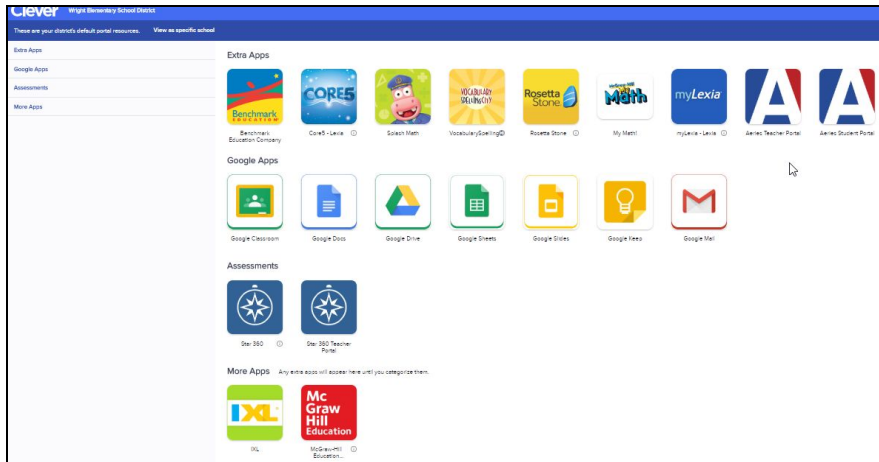 Clever Wright Elementary School District
These are your district's default portal resources. View as specific school
Extra Apps
Google Apps
Assessments
More Apps
Extra Apps
Benchmark
EDUCATION
CORE5
VOCABULARY
SPELLINGCITY
Rosetta
Stone
McGraw-Hill
My
Math
myLexia
Benchmark
Education Company
Core5 - Lexia
Splash Math
VocabularySpellingC
Rosetta Stone
My Math!
myLexia - Lexia
Aeries Teacher Portal
Aeries Student Portal
Google Apps
Google Classroom
Google Docs
Google Drive
Google Sheets
Google Slides
Google Keep
Google Mail
Assessments
Star 360
Star 360 Teacher
Portal
More Apps Any extra apps will appear here until you categorize them.
IXL
Mc
Graw
Hill
Education
IXL
McGraw-Hill
Education...